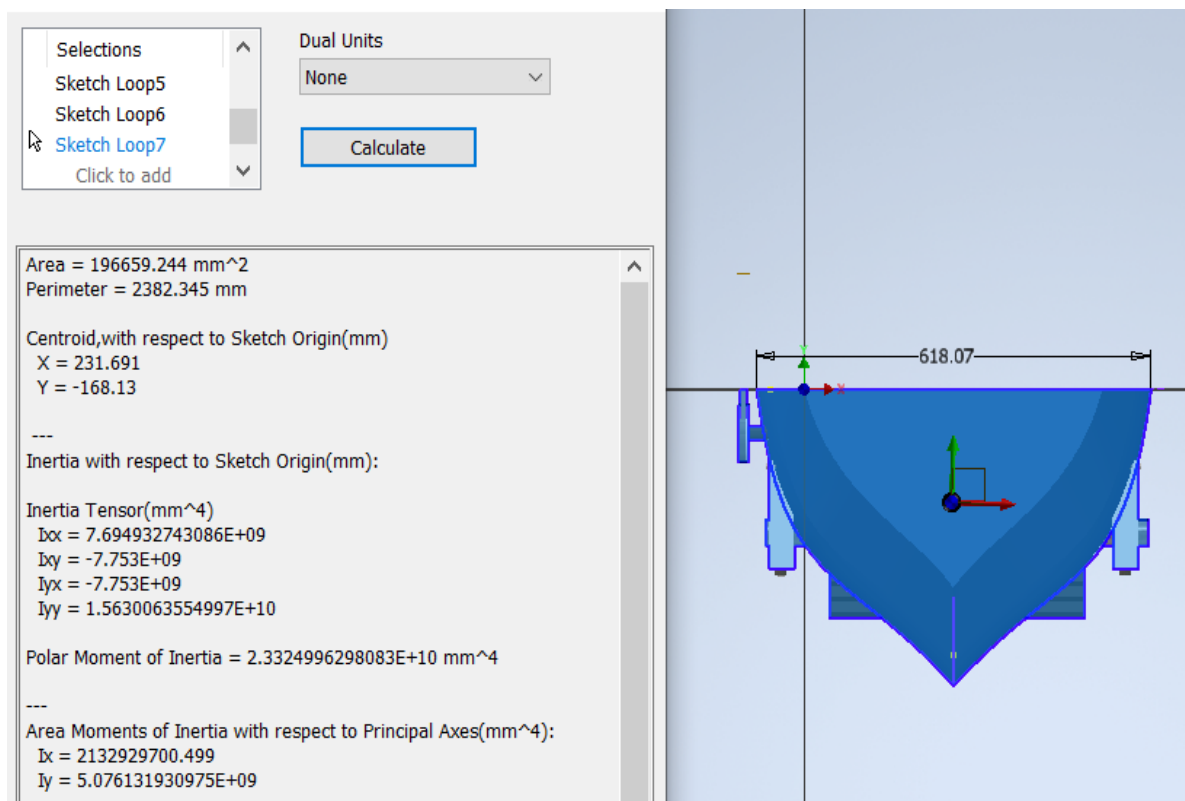 Selections
Sketch Loop5
Sketch Loop6
Sketch Loop7
Click to add
Dual Units
None
Calculate
Area = 196659.244 mm^2
Perimeter = 2382.345 mm
Centroid,with respect to Sketch Origin(mm)
X = 231.691
Y = -168.13
---
Inertia with respect to Sketch Origin(mm):
Inertia Tensor(mm^4)
Ixx = 7.694932743086E+09
Ixy = -7.753E+09
Iyx = -7.753E+09
Iyy = 1.5630063554997E+10
Polar Moment of Inertia = 2.3324996298083E+10 mm^4
---
Area Moments of Inertia with respect to Principal Axes(mm^4):
Ix = 2132929700.499
Iy = 5.076131930975E+09
618.07
Y
X